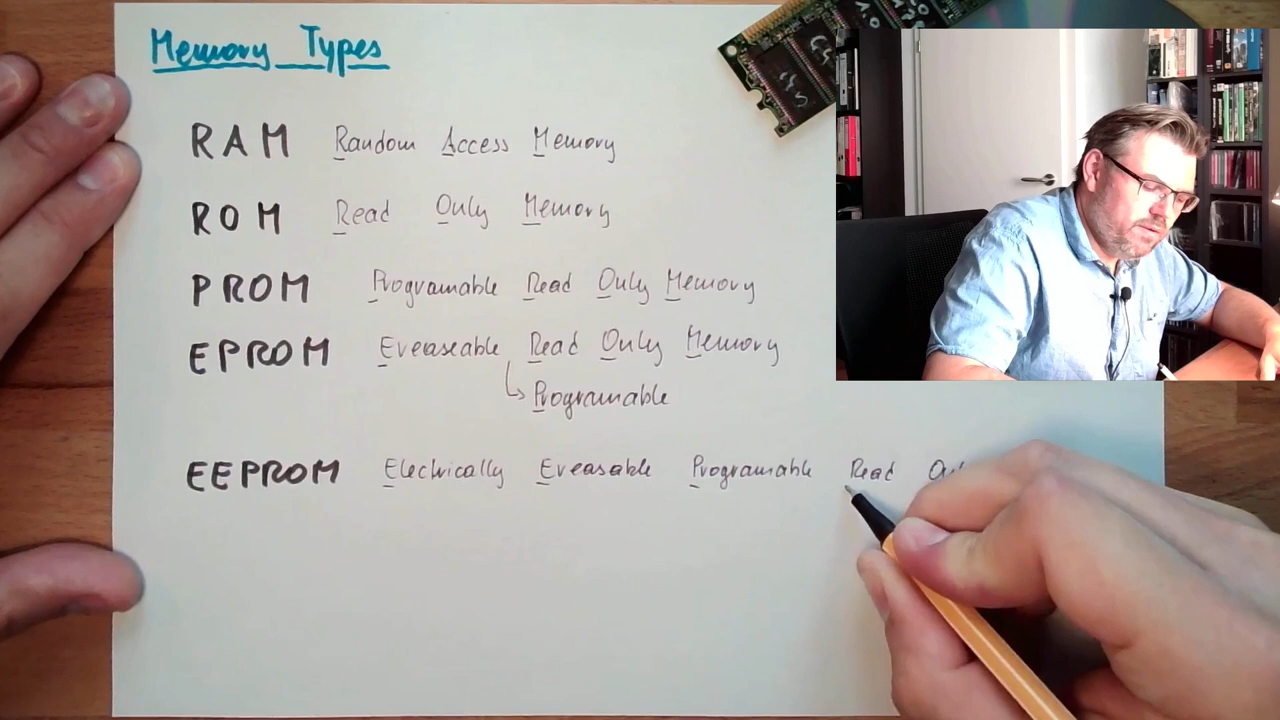 Memory Types
RAM Random Access Memory
ROM Read Only Memory
PROM Programable Read Only Memory
EPROM Ereaseable Read Only Memory
Programable
EEPROM Electrically Ereasable Programable Read